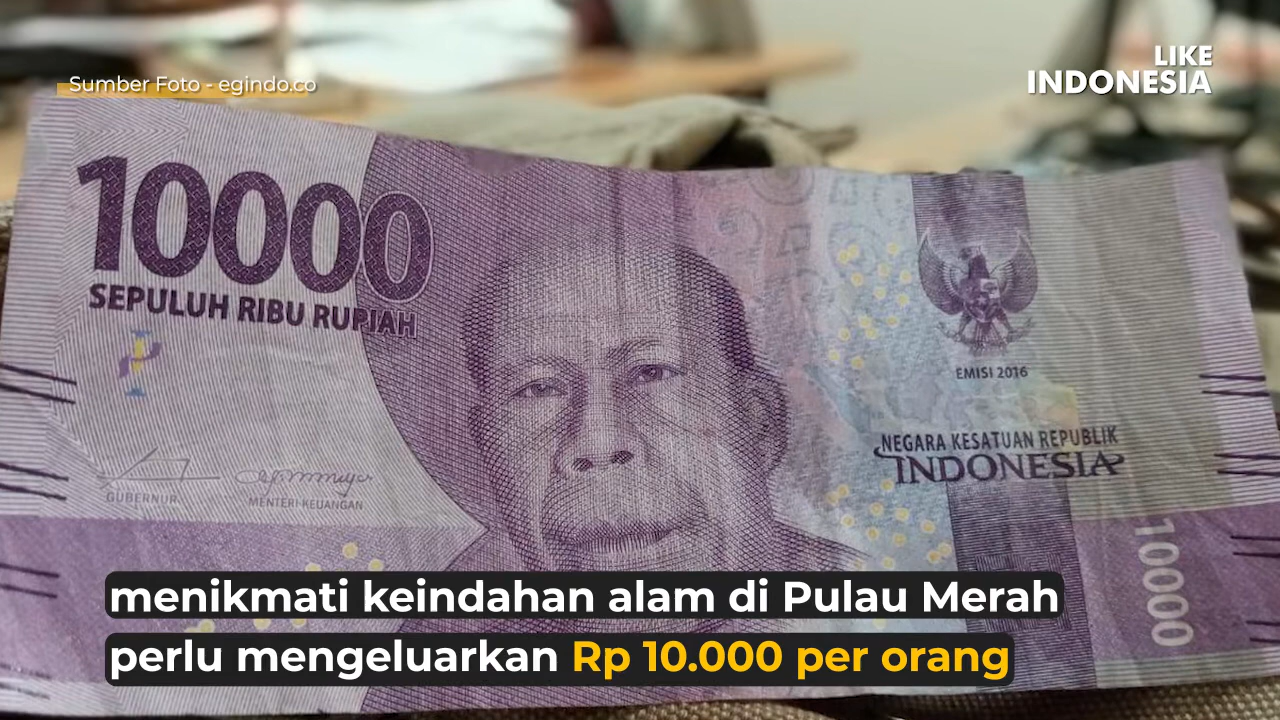 Sumber Foto - egindo.co
LIKE
INDONESIA
10000
SEPULUH RIBU RUPIAH
EMISI 2016
NEGARA KESATUAN REPUBLIK
INDONESIA
GUBERNUR
MENTERI KEUANGAN
10000
menikmati keindahan alam di Pulau Merah
perlu mengeluarkan Rp 10.000 per orang